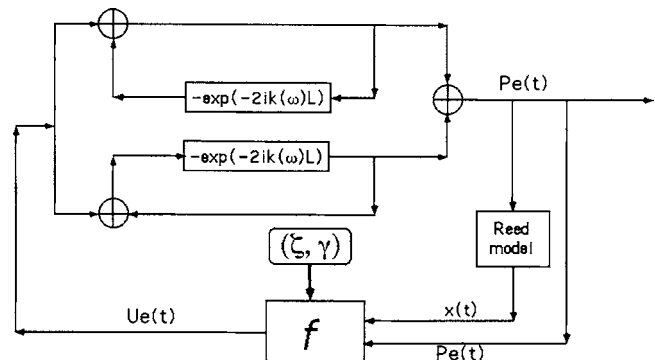 Pe(t)
-exp(-2ik(ω)L)
-exp(-2ik(ω)L)
Reed
model
(ζ, γ)
x(t)
Ue(t)
f
Pe(t)